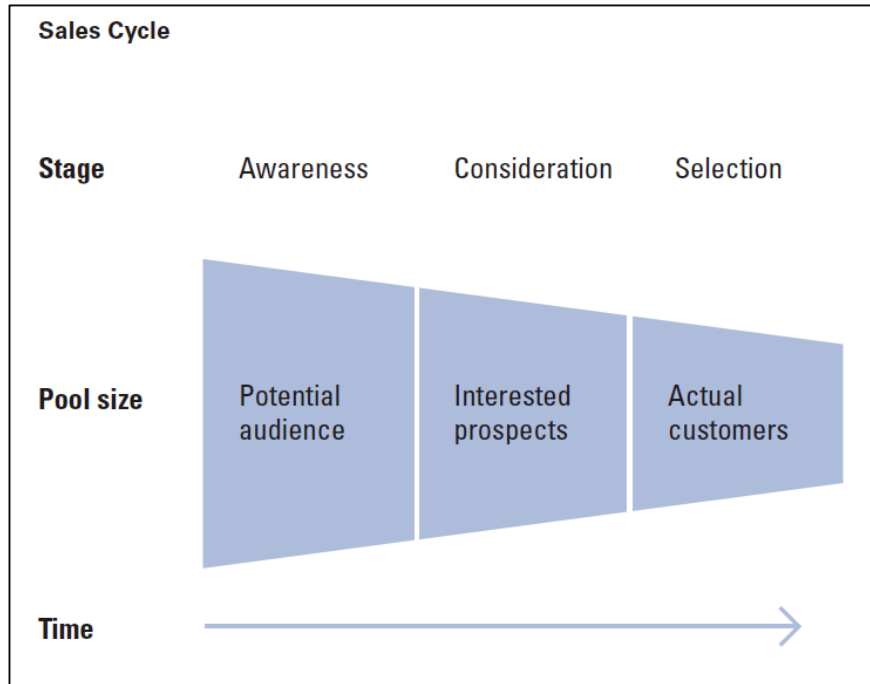 Sales Cycle
Stage Awareness Consideration Selection
Pool size Potential audience Interested prospects Actual customers
Time